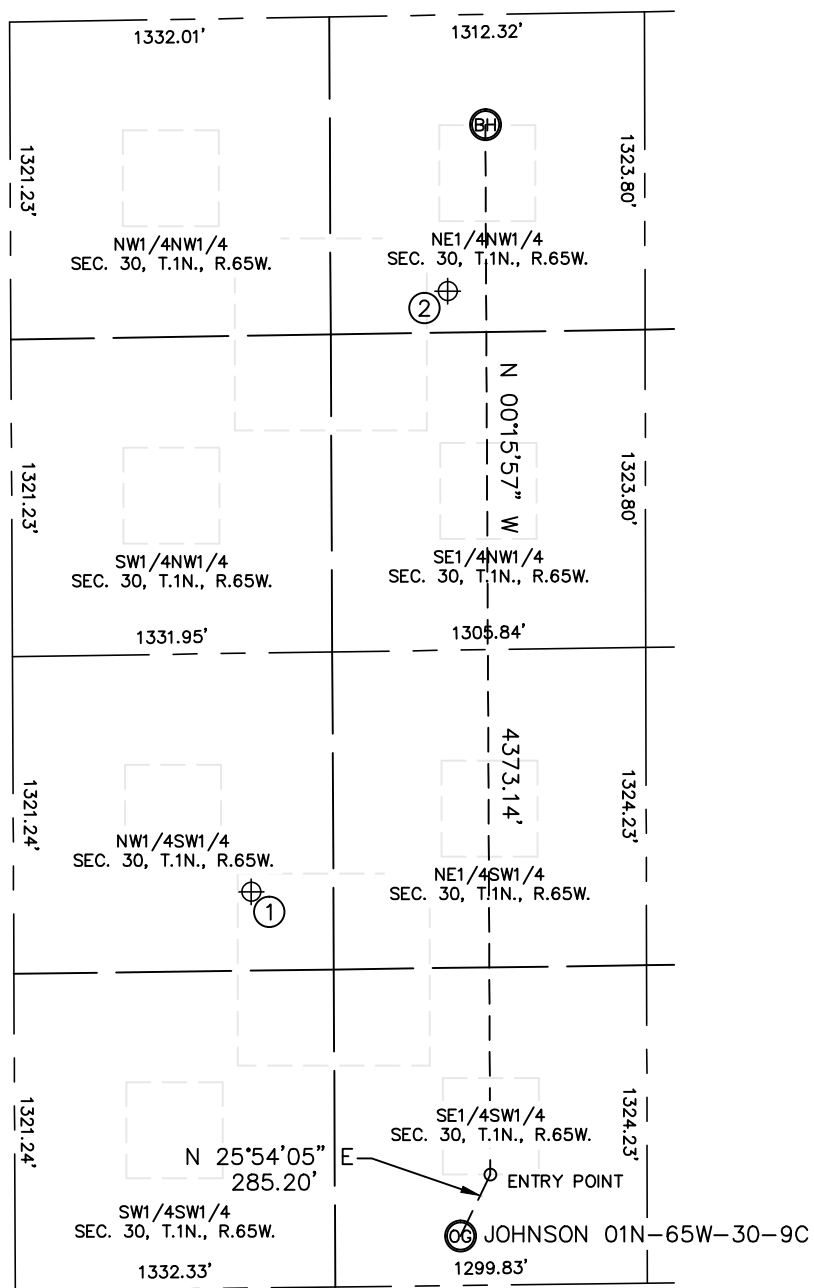 1332.01'
1312.32'
BH
1321.23'
1323.80'
NW1/4NW1/4
SEC. 30, T.1N., R.65W.
NE1/4NW1/4
SEC. 30, T.1N., R.65W.
2
N 00°15'57" W
1321.23'
1323.80'
SW1/4NW1/4
SEC. 30, T.1N., R.65W.
SE1/4NW1/4
SEC. 30, T.1N., R.65W.
1331.95'
1305.84'
4373.14'
1321.24'
1324.23'
NW1/4SW1/4
SEC. 30, T.1N., R.65W.
NE1/4SW1/4
SEC. 30, T.1N., R.65W.
1
1321.24'
1324.23'
SE1/4SW1/4
SEC. 30, T.1N., R.65W.
N 25°54'05" E
285.20'
ENTRY POINT
SW1/4SW1/4
SEC. 30, T.1N., R.65W.
OG JOHNSON 01N-65W-30-9C
1332.33'
1299.83'